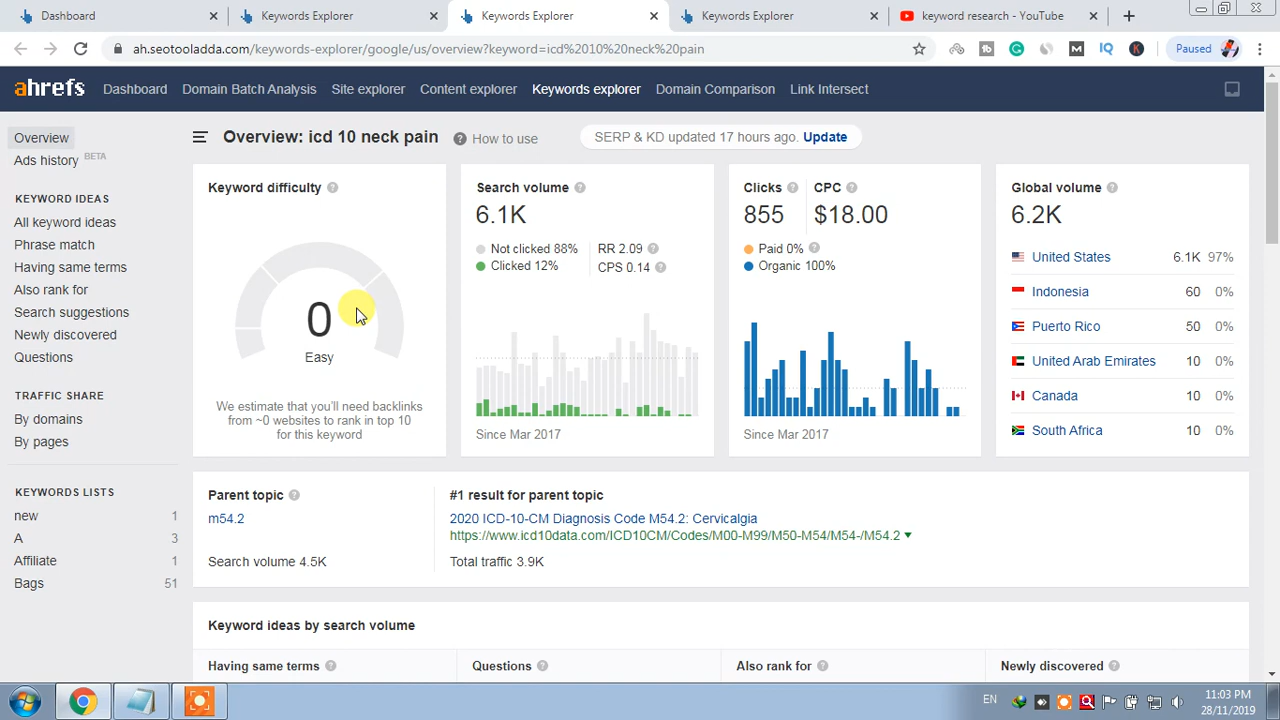 Dashboard
Keywords Explorer
Keywords Explorer
Keywords Explorer
keyword research - YouTube
ah.seotooladda.com/keywords-explorer/google/us/overview?keyword=icd%2010%20neck%20pain
M
IQ
K
Paused
ahrefs
Dashboard
Domain Batch Analysis
Site explorer
Content explorer
Keywords explorer
Domain Comparison
Link Intersect
Overview
Ads history BETA
KEYWORD IDEAS
All keyword ideas
Phrase match
Having same terms
Also rank for
Search suggestions
Newly discovered
Questions
TRAFFIC SHARE
By domains
By pages
KEYWORDS LISTS
new 1
A 3
Affiliate 1
Bags 51
Overview: icd 10 neck pain
? How to use
SERP & KD updated 17 hours ago. Update
Keyword difficulty ?
0
Easy
We estimate that you'll need backlinks
from ~0 websites to rank in top 10
for this keyword
Search volume ?
6.1K
Not clicked 88% RR 2.09 ?
Clicked 12% CPS 0.14 ?
Since Mar 2017
Clicks ? CPC ?
855 $18.00
Paid 0% ?
Organic 100%
Since Mar 2017
Global volume ?
6.2K
United States 6.1K 97%
Indonesia 60 0%
Puerto Rico 50 0%
United Arab Emirates 10 0%
Canada 10 0%
South Africa 10 0%
Parent topic ?
m54.2
Search volume 4.5K
#1 result for parent topic
2020 ICD-10-CM Diagnosis Code M54.2: Cervicalgia
https://www.icd10data.com/ICD10CM/Codes/M00-M99/M50-M54/M54-/M54.2
Total traffic 3.9K
Keyword ideas by search volume
Having same terms ?
Questions ?
Also rank for ?
Newly discovered ?
EN
11:03 PM
28/11/2019